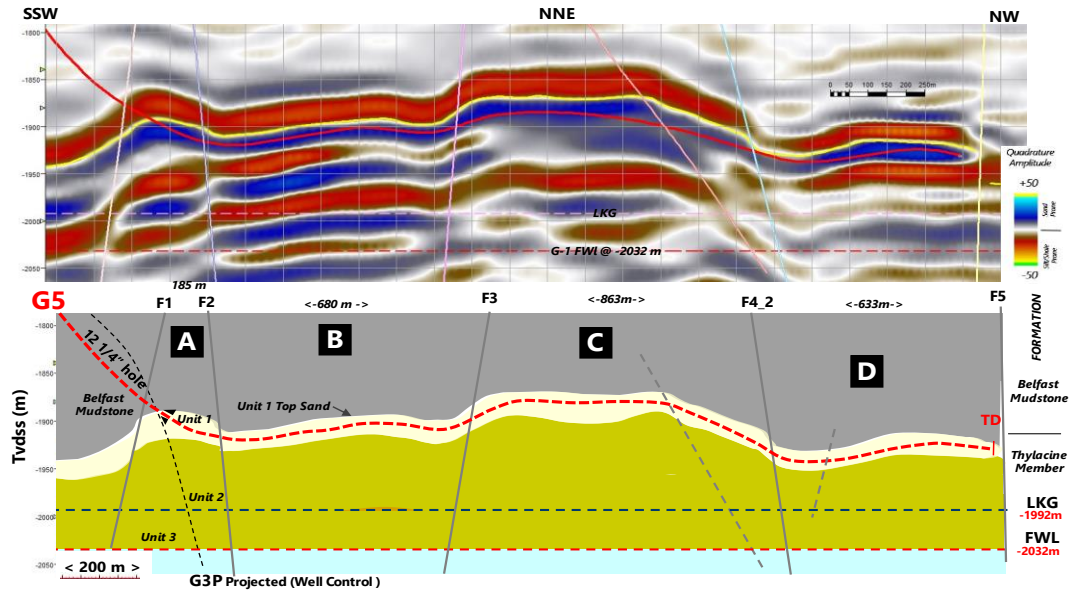 SSW
NNE
NW
-1800
-1850
-1900
-1950
-2000
-2050
0 50 100 150 200 250m
LKG
G-1 FWL @ -2032 m
Quadrature
Amplitude
+50
Sand
Prone
Silt/Shale
Prone
-50
185 m
G5
F1
F2
<-680 m ->
F3
<-863m->
F4_2
<-633m->
F5
FORMATION
Tvdss (m)
-1800
-1850
-1900
-1950
-2000
-2050
A
B
C
D
12 1/4" hole
Belfast
Mudstone
Unit 1
Unit 1 Top Sand
Unit 2
Unit 3
TD
Belfast
Mudstone
Thylacine
Member
LKG
-1992m
FWL
-2032m
< 200 m >
G3P Projected (Well Control )